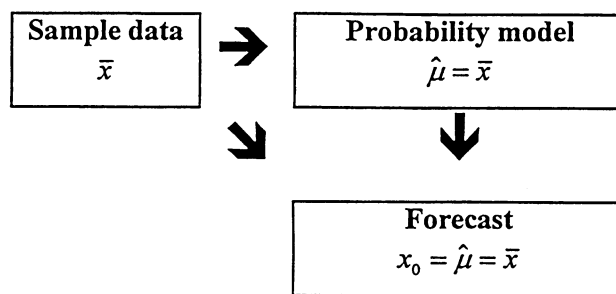 Sample data
x̄
Probability model
μ̂ = x̄
Forecast
x₀ = μ̂ = x̄